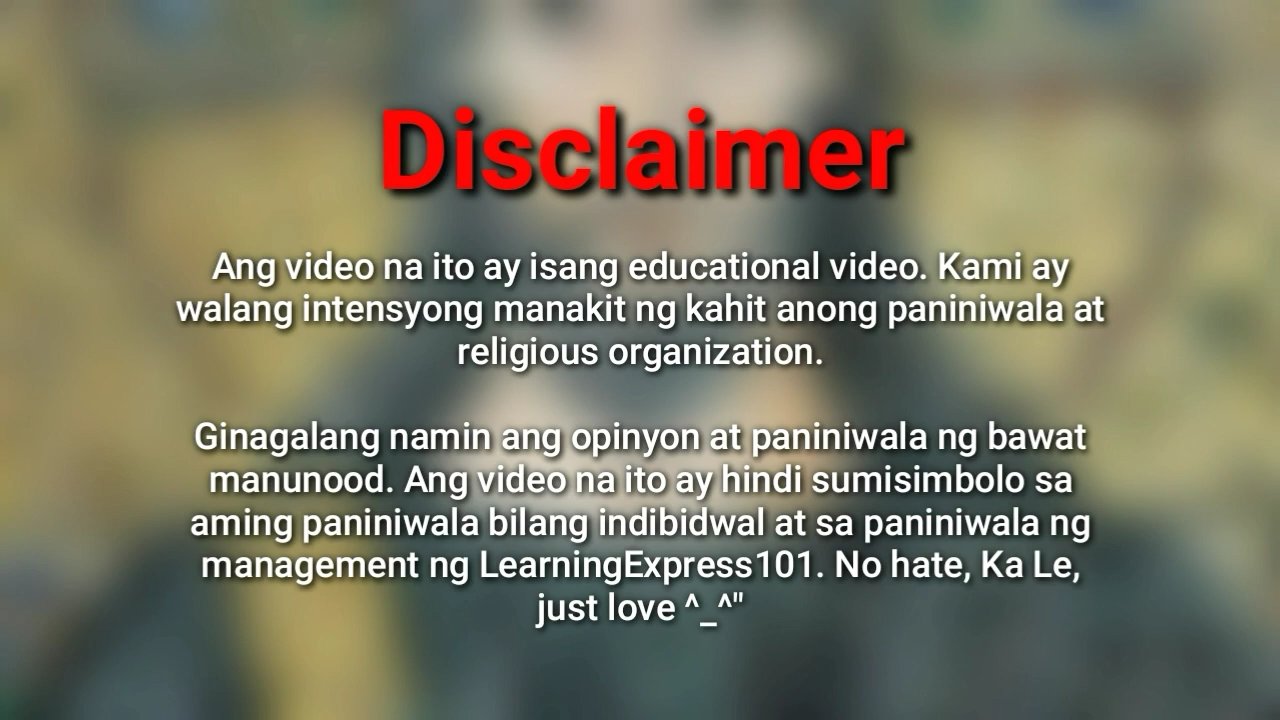 Disclaimer
Ang video na ito ay isang educational video. Kami ay
walang intensyong manakit ng kahit anong paniniwala at
religious organization.
Ginagalang namin ang opinyon at paniniwala ng bawat
manunood. Ang video na ito ay hindi sumisimbolo sa
aming paniniwala bilang indibidwal at sa paniniwala ng
management ng LearningExpress101. No hate, Ka Le,
just love ^_^"